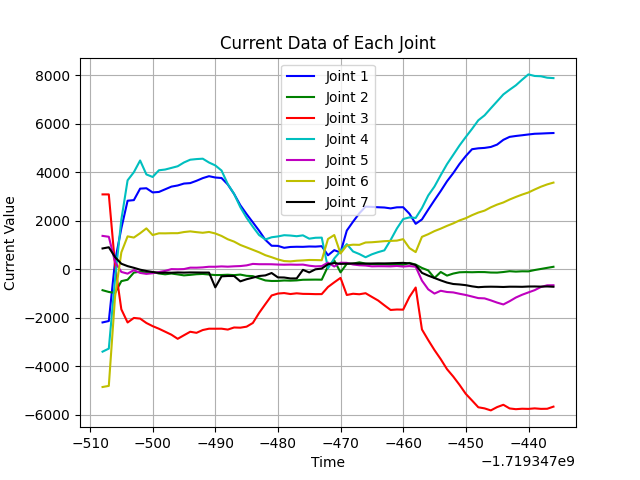 Current Data of Each Joint
Current Value
8000
6000
4000
2000
0
−2000
−4000
−6000
Joint 1
Joint 2
Joint 3
Joint 4
Joint 5
Joint 6
Joint 7
−510 −500 −490 −480 −470 −460 −450 −440
Time
−1.719347e9